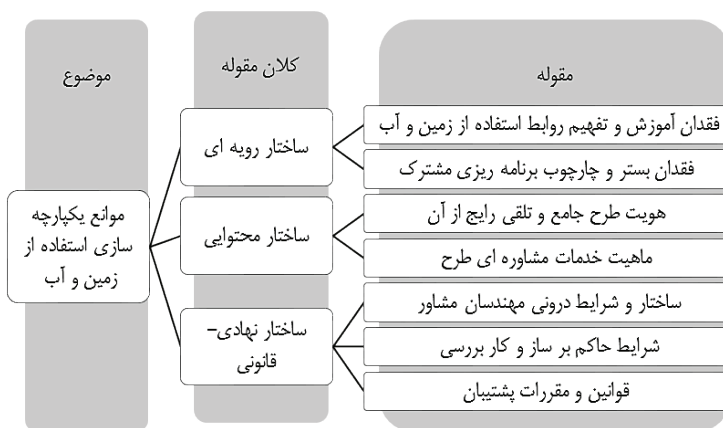 موضوع
کلان مقوله
مقوله
موانع یکپارچه
سازی استفاده از
زمین و آب
ساختار رویه ای
فقدان آموزش و تفهیم روابط استفاده از زمین و آب
فقدان بستر و چارچوب برنامه ریزی مشترک
ساختار محتوایی
هویت طرح جامع و تلقی رایج از آن
ماهیت خدمات مشاوره ای طرح
ساختار نهادی-
قانونی
ساختار و شرایط درونی مهندسان مشاور
شرایط حاکم بر ساز و کار بررسی
قوانین و مقررات پشتیبان